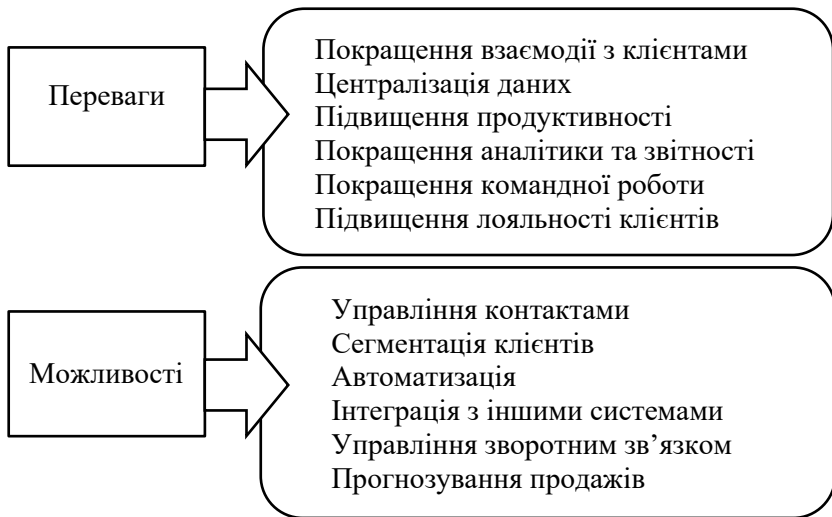 Переваги
Покращення взаємодії з клієнтами
Централізація даних
Підвищення продуктивності
Покращення аналітики та звітності
Покращення командної роботи
Підвищення лояльності клієнтів
Можливості
Управління контактами
Сегментація клієнтів
Автоматизація
Інтеграція з іншими системами
Управління зворотним зв’язком
Прогнозування продажів